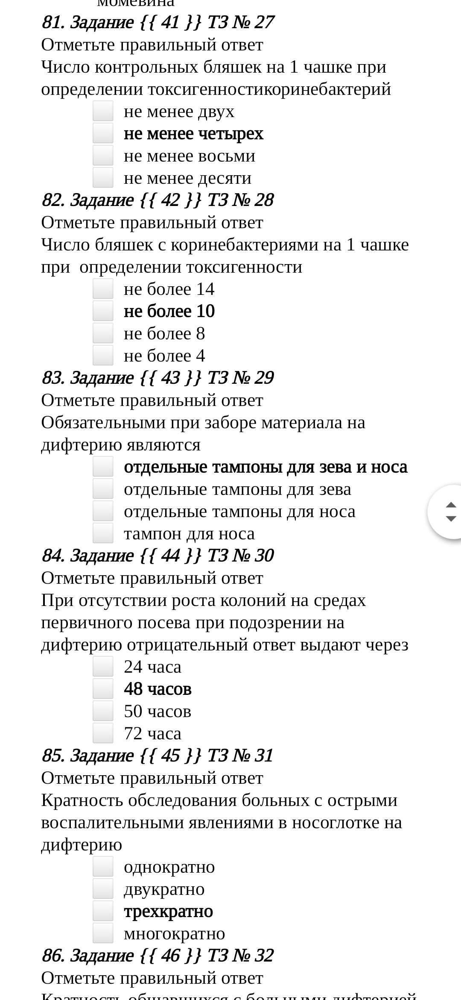 момевина
81. Задание {{ 41 }} ТЗ № 27
Отметьте правильный ответ
Число контрольных бляшек на 1 чашке при
определении токсигенностикоринебактерий
не менее двух
не менее четырех
не менее восьми
не менее десяти
82. Задание {{ 42 }} ТЗ № 28
Отметьте правильный ответ
Число бляшек с коринебактериями на 1 чашке
при  определении токсигенности
не более 14
не более 10
не более 8
не более 4
83. Задание {{ 43 }} ТЗ № 29
Отметьте правильный ответ
Обязательными при заборе материала на
дифтерию являются
отдельные тампоны для зева и носа
отдельные тампоны для зева
отдельные тампоны для носа
тампон для носа
84. Задание {{ 44 }} ТЗ № 30
Отметьте правильный ответ
При отсутствии роста колоний на средах
первичного посева при подозрении на
дифтерию отрицательный ответ выдают через
24 часа
48 часов
50 часов
72 часа
85. Задание {{ 45 }} ТЗ № 31
Отметьте правильный ответ
Кратность обследования больных с острыми
воспалительными явлениями в носоглотке на
дифтерию
однократно
двукратно
трехкратно
многократно
86. Задание {{ 46 }} ТЗ № 32
Отметьте правильный ответ
Кратность общавшихся с больными дифтерией